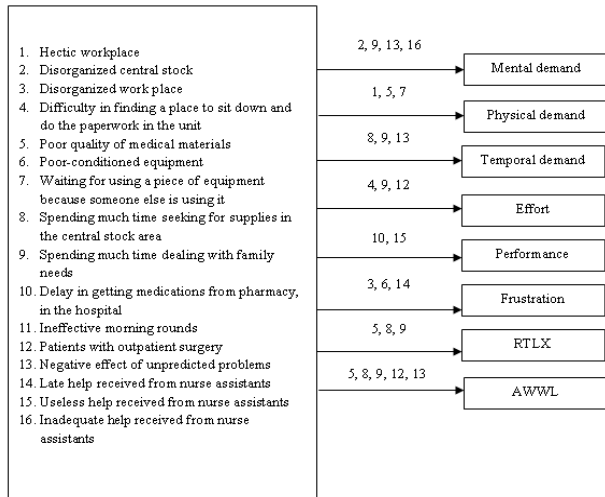 1. Hectic workplace
2. Disorganized central stock
3. Disorganized work place
4. Difficulty in finding a place to sit down and
do the paperwork in the unit
5. Poor quality of medical materials
6. Poor-conditioned equipment
7. Waiting for using a piece of equipment
because someone else is using it
8. Spending much time seeking for supplies in
the central stock area
9. Spending much time dealing with family
needs
10. Delay in getting medications from pharmacy,
in the hospital
11. Ineffective morning rounds
12. Patients with outpatient surgery
13. Negative effect of unpredicted problems
14. Late help received from nurse assistants
15. Useless help received from nurse assistants
16. Inadequate help received from nurse
assistants
2, 9, 13, 16
Mental demand
1, 5, 7
Physical demand
8, 9, 13
Temporal demand
4, 9, 12
Effort
10, 15
Performance
3, 6, 14
Frustration
5, 8, 9
RTLX
5, 8, 9, 12, 13
AWWL